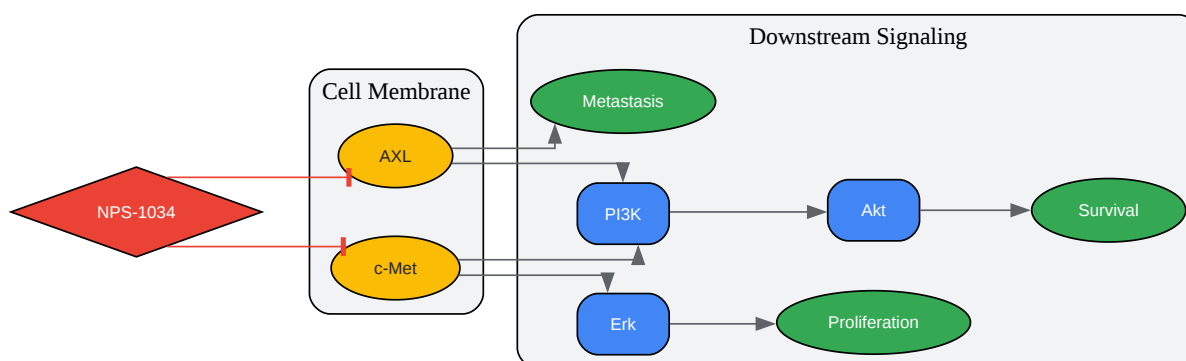 Downstream Signaling
Cell Membrane
Metastasis
AXL
NPS-1034
PI3K
Akt
Survival
c-Met
Erk
Proliferation